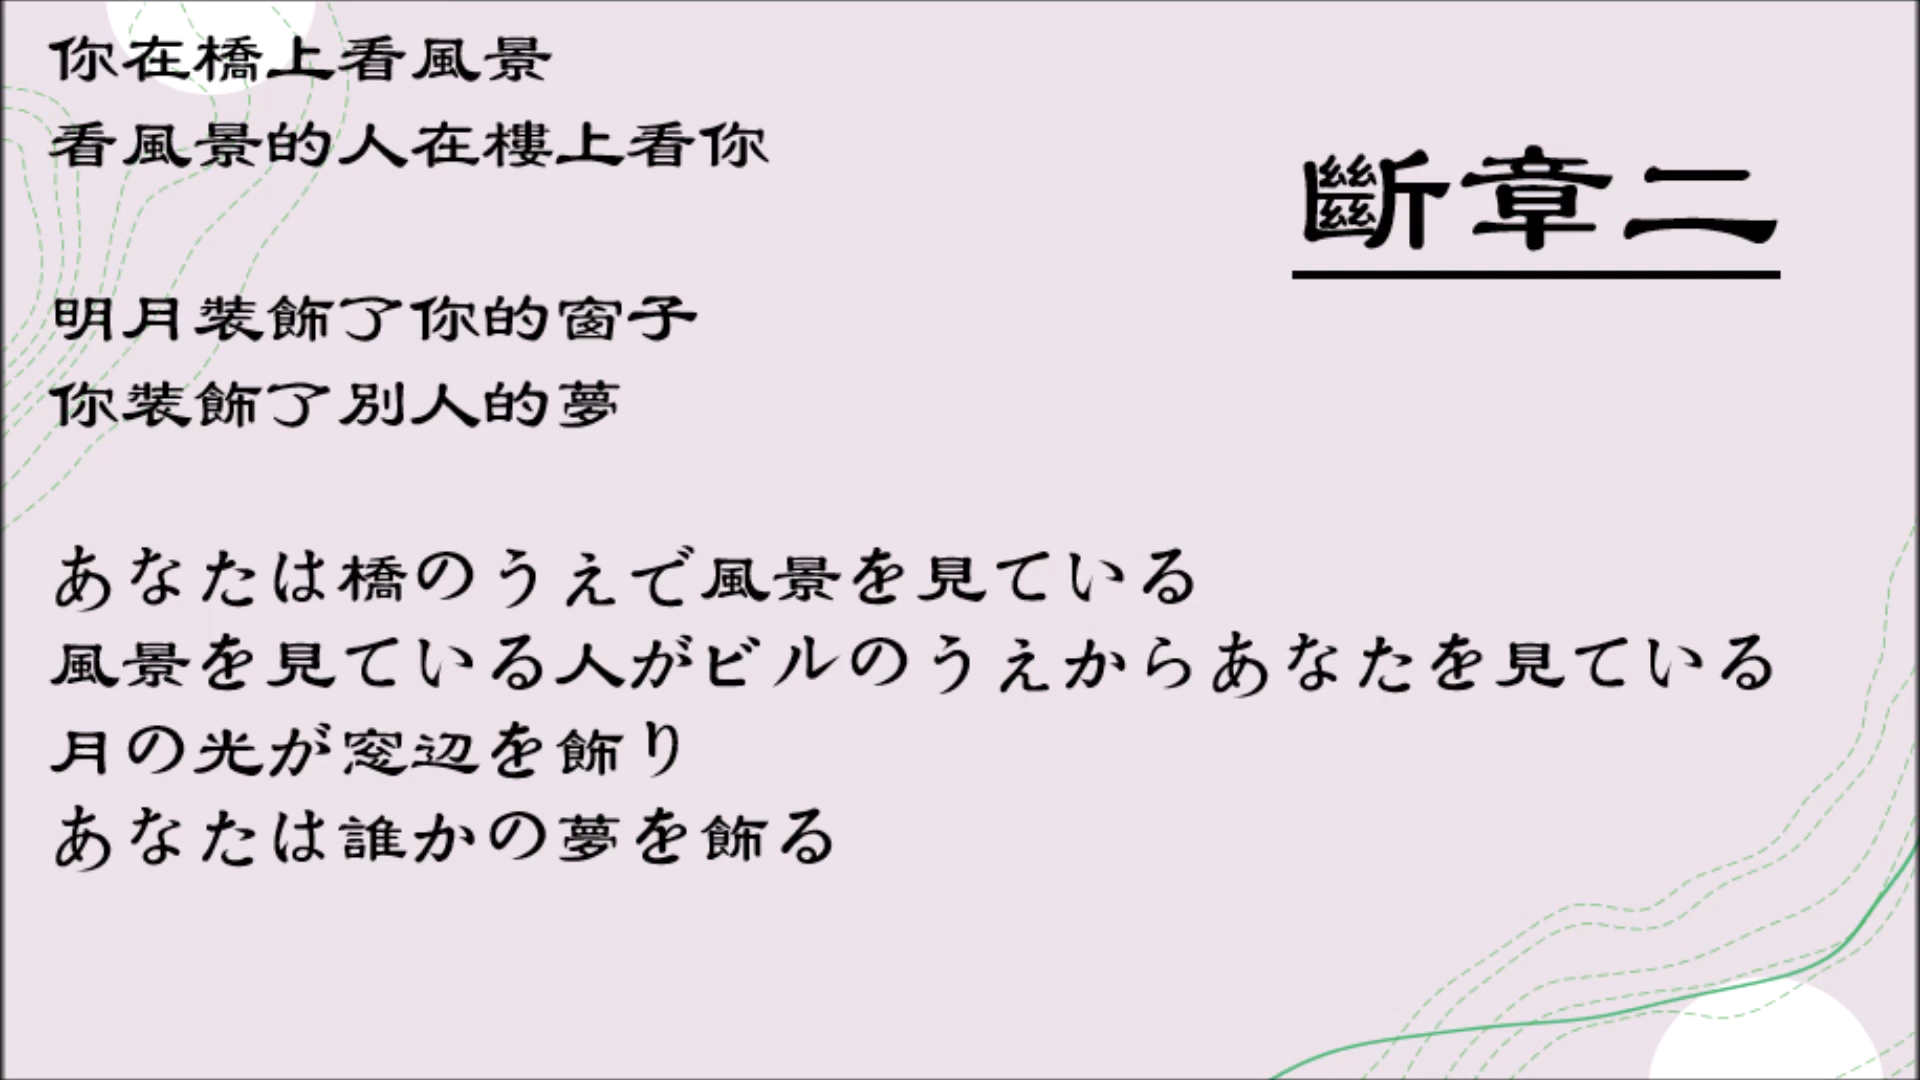 你在橋上看風景
看風景的人在樓上看你
斷章二
明月装飾了你的窗子
你装飾了別人的夢
あなたは橋のうえで風景を見ている
風景を見ている人がビルのうえからあなたを見ている
月の光が窓辺を飾り
あなたは誰かの夢を飾る